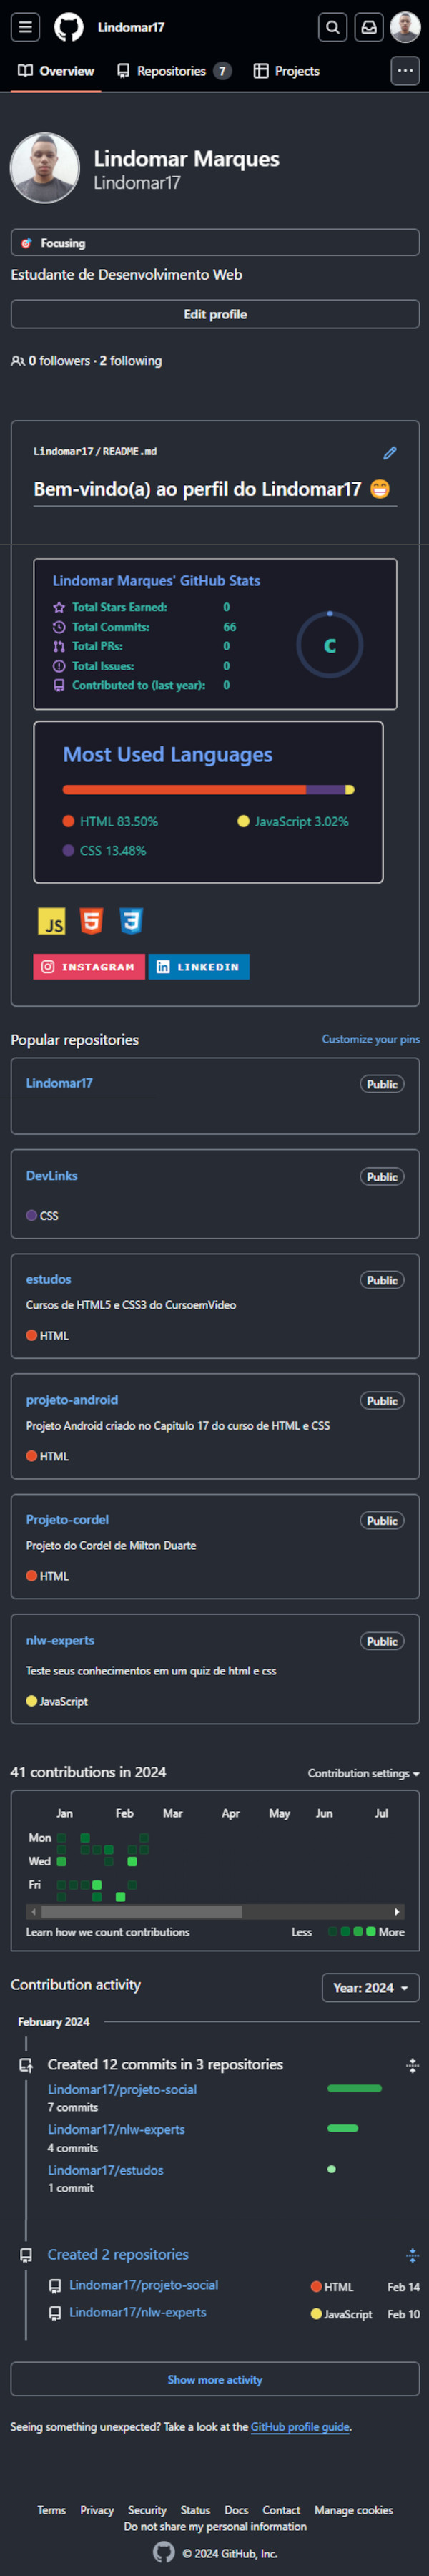 Lindomar17
Overview Repositories 7 Projects
Lindomar Marques
Lindomar17
Focusing
Estudante de Desenvolvimento Web
Edit profile
0 followers · 2 following
Lindomar17/README.md
Bem-vindo(a) ao perfil do Lindomar17 😁
Lindomar Marques' GitHub Stats
Total Stars Earned: 0
Total Commits: 66
Total PRs: 0
Total Issues: 0
Contributed to (last year): 0
C
Most Used Languages
HTML 83.50% JavaScript 3.02%
CSS 13.48%
JS 5 3
INSTAGRAM LINKEDIN
Popular repositories Customize your pins
Lindomar17 Public
DevLinks Public
CSS
estudos Public
Cursos de HTML5 e CSS3 do CursoemVideo
HTML
projeto-android Public
Projeto Android criado no Capitulo 17 do curso de HTML e CSS
HTML
Projeto-cordel Public
Projeto do Cordel de Milton Duarte
HTML
nlw-experts Public
Teste seus conhecimentos em um quiz de html e css
JavaScript
41 contributions in 2024 Contribution settings
Jan Feb Mar Apr May Jun Jul
Mon
Wed
Fri
Learn how we count contributions Less More
Contribution activity Year: 2024
February 2024
Created 12 commits in 3 repositories
Lindomar17/projeto-social
7 commits
Lindomar17/nlw-experts
4 commits
Lindomar17/estudos
1 commit
Created 2 repositories
Lindomar17/projeto-social HTML Feb 14
Lindomar17/nlw-experts JavaScript Feb 10
Show more activity
Seeing something unexpected? Take a look at the GitHub profile guide.
Terms Privacy Security Status Docs Contact Manage cookies
Do not share my personal information
© 2024 GitHub, Inc.